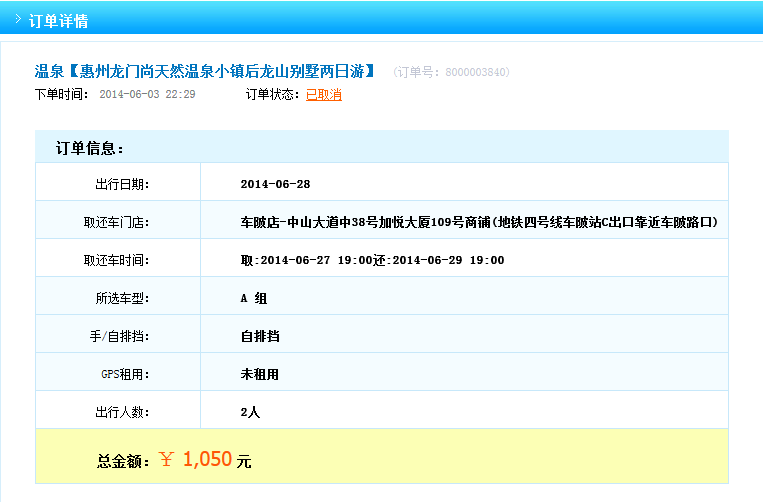 订单详情
温泉【惠州龙门尚天然温泉小镇后龙山别墅两日游】 (订单号: 8000003840)
下单时间: 2014-06-03 22:29 订单状态: 已取消
订单信息:
出行日期: 2014-06-28
取还车门店: 车陂店-中山大道中38号加悦大厦109号商铺(地铁四号线车陂站C出口靠近车陂路口)
取还车时间: 取:2014-06-27 19:00还:2014-06-29 19:00
所选车型: A 组
手/自排挡: 自排挡
GPS租用: 未租用
出行人数: 2人
总金额: ¥ 1,050 元